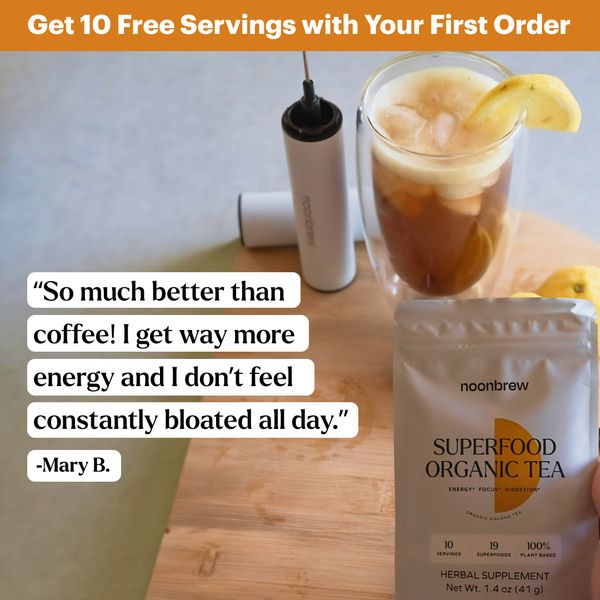 Get 10 Free Servings with Your First Order
noonbrew
“So much better than
coffee! I get way more
energy and I don’t feel
constantly bloated all day.”
-Mary B.
noonbrew
SUPERFOOD
ORGANIC TEA
ENERGY* FOCUS* DIGESTION*
ORGANIC OOLONG TEA
10 19 100%
SERVINGS SUPERFOODS PLANT BASED
HERBAL SUPPLEMENT
Net Wt. 1.4 oz (41 g)